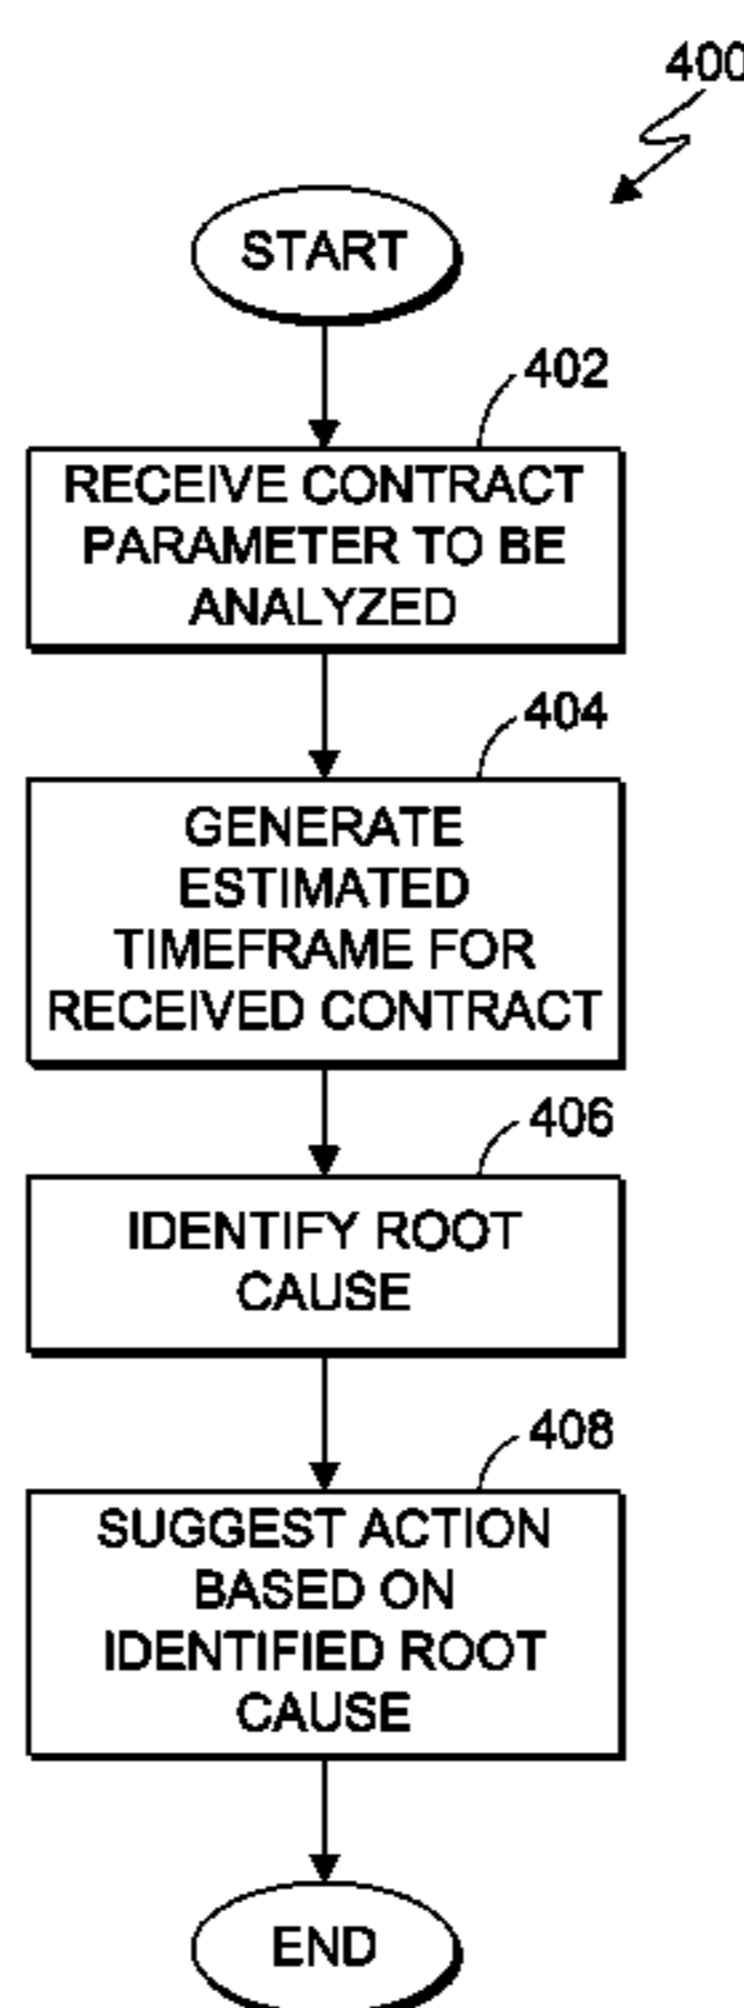 400
START
402
RECEIVE CONTRACT
PARAMETER TO BE
ANALYZED
404
GENERATE
ESTIMATED
TIMEFRAME FOR
RECEIVED CONTRACT
406
IDENTIFY ROOT
CAUSE
408
SUGGEST ACTION
BASED ON
IDENTIFIED ROOT
CAUSE
END